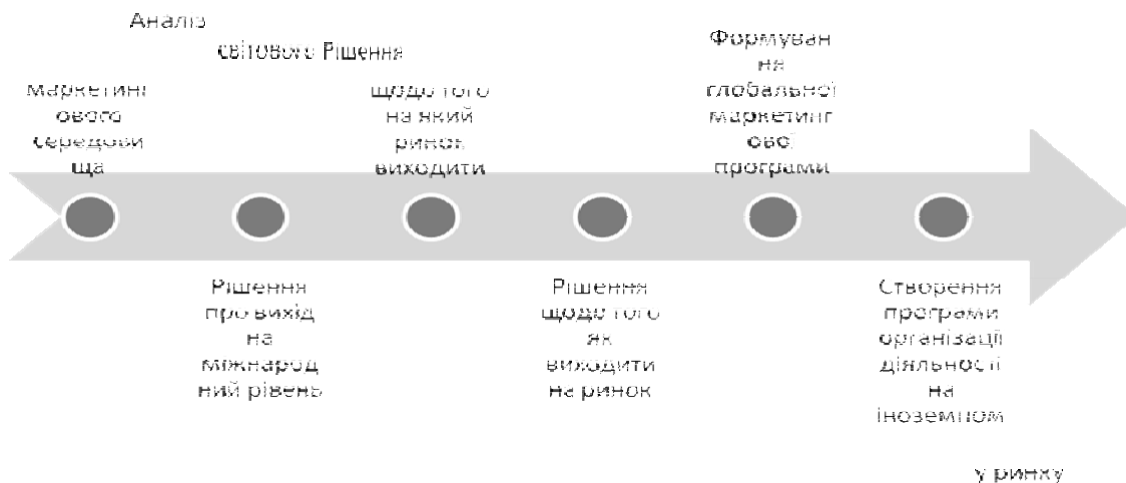 Аналіз
світового Рішення
маркетинг
ового
середови
ща
щодо того
на який
ринок
виходити
Формуван
ня
глобальної
маркетинг
ової
програми
Рішення
про вихід
на
міжнарод
ний рівень
Рішення
щодо того
як
виходити
на ринок
Створення
програми
організації
діяльності
на
іноземном
у ринку